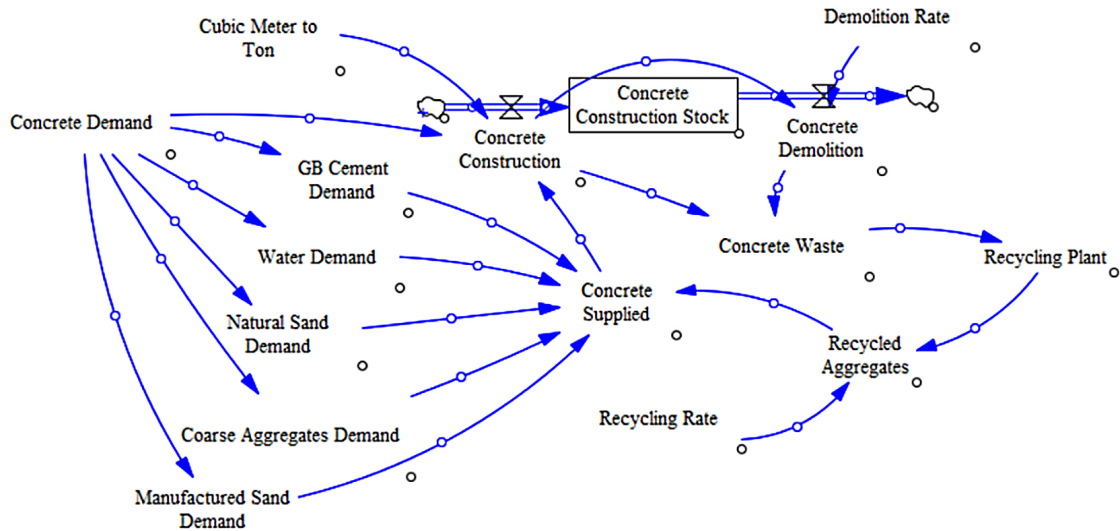 Cubic Meter to
Ton
Demolition Rate
Concrete Demand
Concrete
Construction Stock
Concrete
Construction
Concrete
Demolition
GB Cement
Demand
Water Demand
Concrete Waste
Recycling Plant
Natural Sand
Demand
Concrete
Supplied
Recycled
Aggregates
Recycling Rate
Coarse Aggregates Demand
Manufactured Sand
Demand